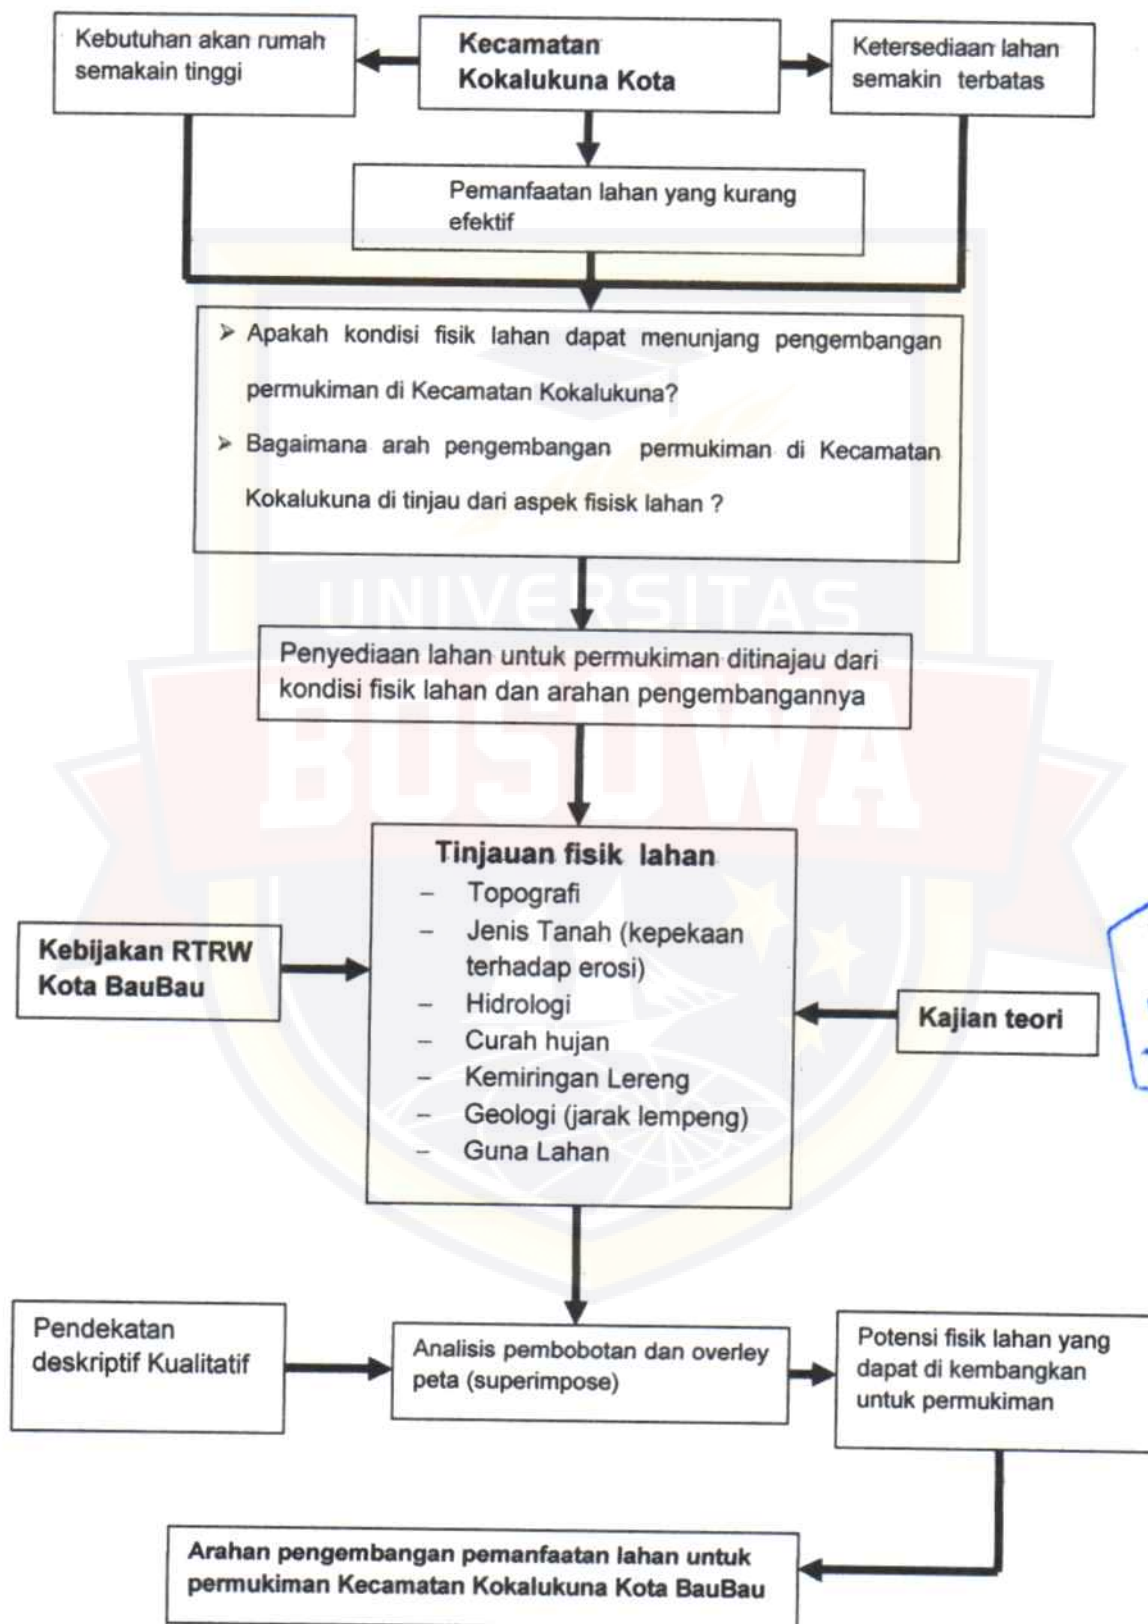 Kebutuhan akan rumah
semakain tinggi
Kecamatan
Kokalukuna Kota
Ketersediaan lahan
semakin terbatas
Pemanfaatan lahan yang kurang
efektif
➢ Apakah kondisi fisik lahan dapat menunjang pengembangan
permukiman di Kecamatan Kokalukuna?
➢ Bagaimana arah pengembangan permukiman di Kecamatan
Kokalukuna di tinjau dari aspek fisisk lahan ?
UNIVERSITAS
Penyediaan lahan untuk permukiman ditinajau dari
kondisi fisik lahan dan arahan pengembangannya
BOSOWA
Tinjauan fisik lahan
– Topografi
– Jenis Tanah (kepekaan
terhadap erosi)
– Hidrologi
– Curah hujan
– Kemiringan Lereng
– Geologi (jarak lempeng)
– Guna Lahan
Kebijakan RTRW
Kota BauBau
Kajian teori
Pendekatan
deskriptif Kualitatif
Analisis pembobotan dan overley
peta (superimpose)
Potensi fisik lahan yang
dapat di kembangkan
untuk permukiman
Arahan pengembangan pemanfaatan lahan untuk
permukiman Kecamatan Kokalukuna Kota BauBau